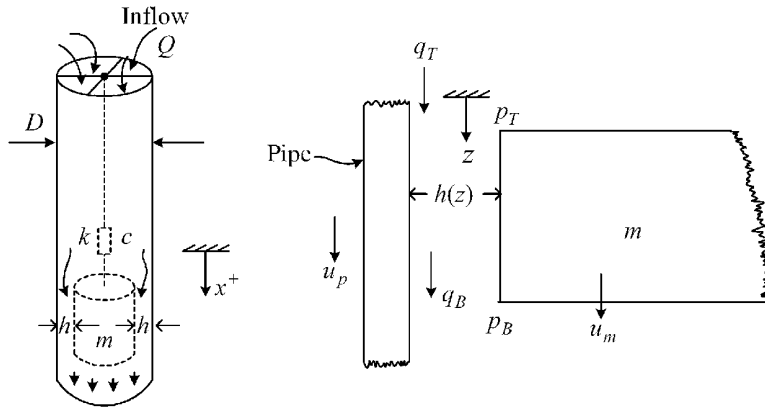 Inflow
Q
D
k c
x+
h m h
q_T
z
p_T
Pipe
h(z)
m
u_p
q_B
p_B
u_m